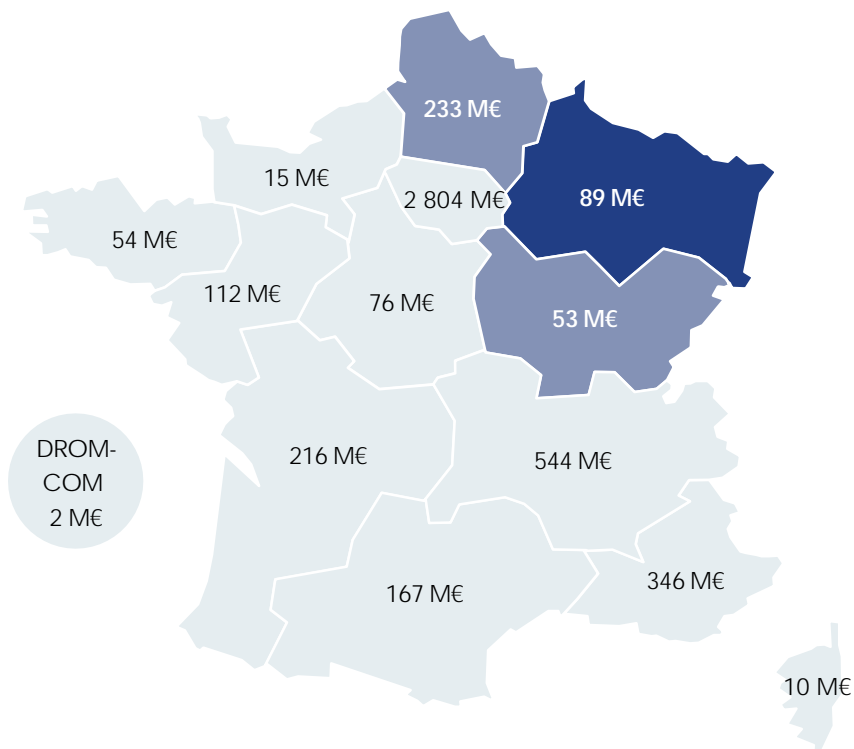 233 M€
15 M€
2 804 M€
89 M€
54 M€
112 M€
76 M€
53 M€
DROM-
COM
2 M€
216 M€
544 M€
167 M€
346 M€
10 M€